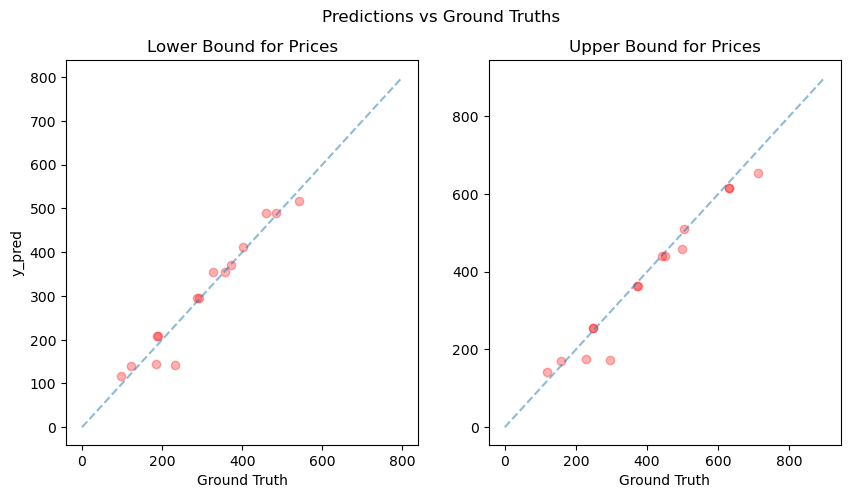 Predictions vs Ground Truths
Lower Bound for Prices
800
700
600
500
400
300
200
100
0
y_pred
0 200 400 600 800
Ground Truth
Upper Bound for Prices
800
600
400
200
0
0 200 400 600 800
Ground Truth